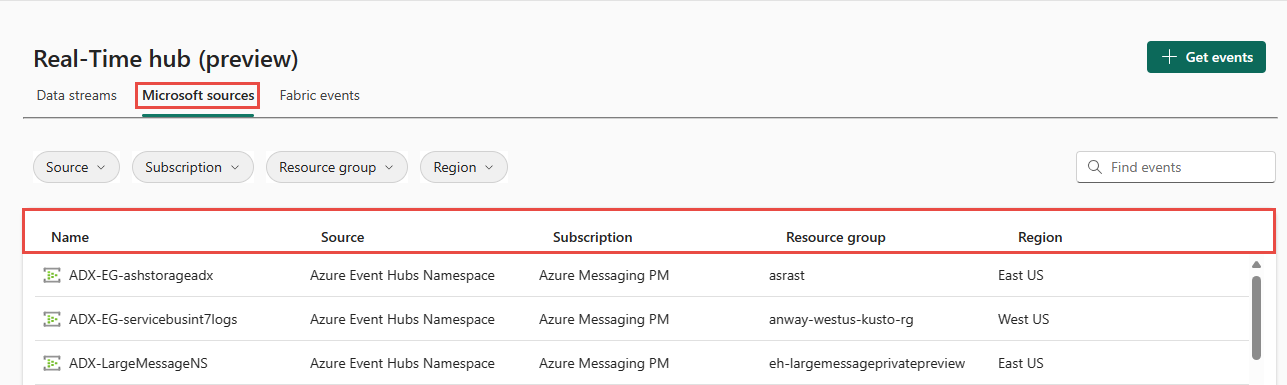 Real-Time hub (preview)
Get events
Data streams Microsoft sources Fabric events
Source Subscription Resource group Region Find events
Name Source Subscription Resource group Region
ADX-EG-ashstorageadx Azure Event Hubs Namespace Azure Messaging PM asrast East US
ADX-EG-servicebusint7logs Azure Event Hubs Namespace Azure Messaging PM anway-westus-kusto-rg West US
ADX-LargeMessageNS Azure Event Hubs Namespace Azure Messaging PM eh-largemessageprivatepreview East US